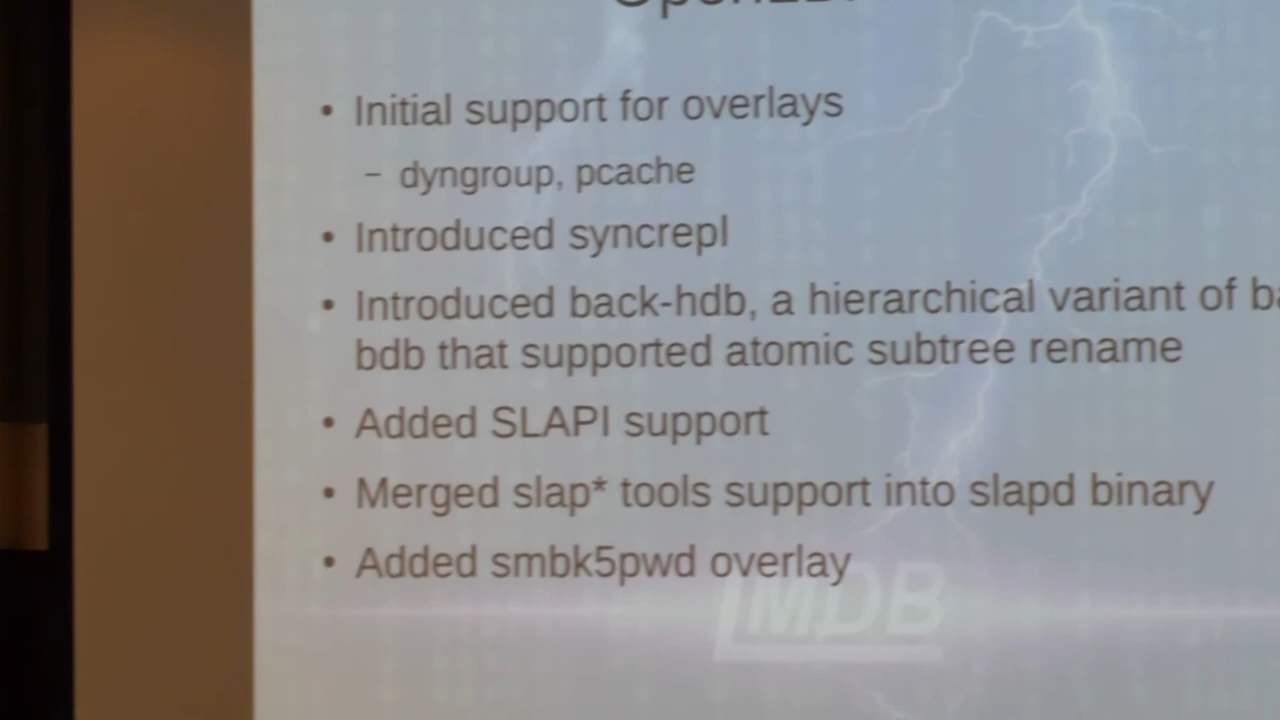 • Initial support for overlays
– dyngroup, pcache
• Introduced syncrepl
• Introduced back-hdb, a hierarchical variant of
bdb that supported atomic subtree rename
• Added SLAPI support
• Merged slap* tools support into slapd binary
• Added smbk5pwd overlay
LMDB